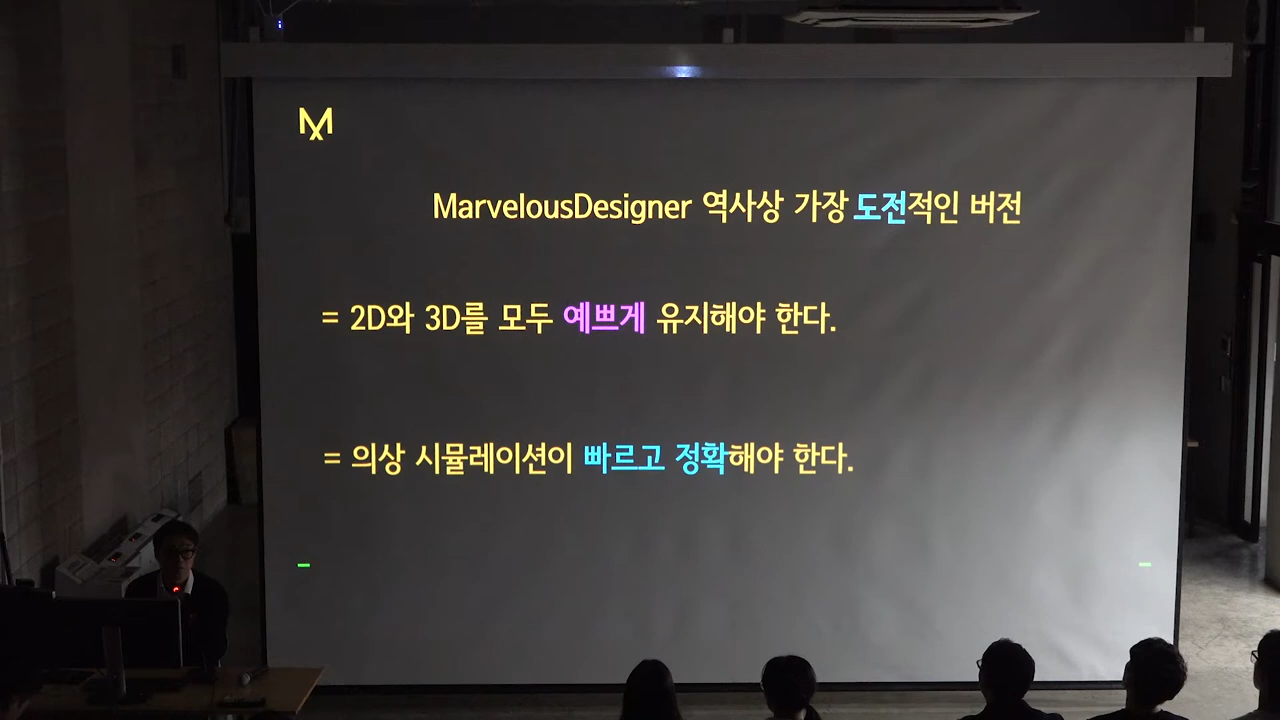 MarvelousDesigner 역사상 가장 도전적인 버전
= 2D와 3D를 모두 예쁘게 유지해야 한다.
= 의상 시뮬레이션이 빠르고 정확해야 한다.